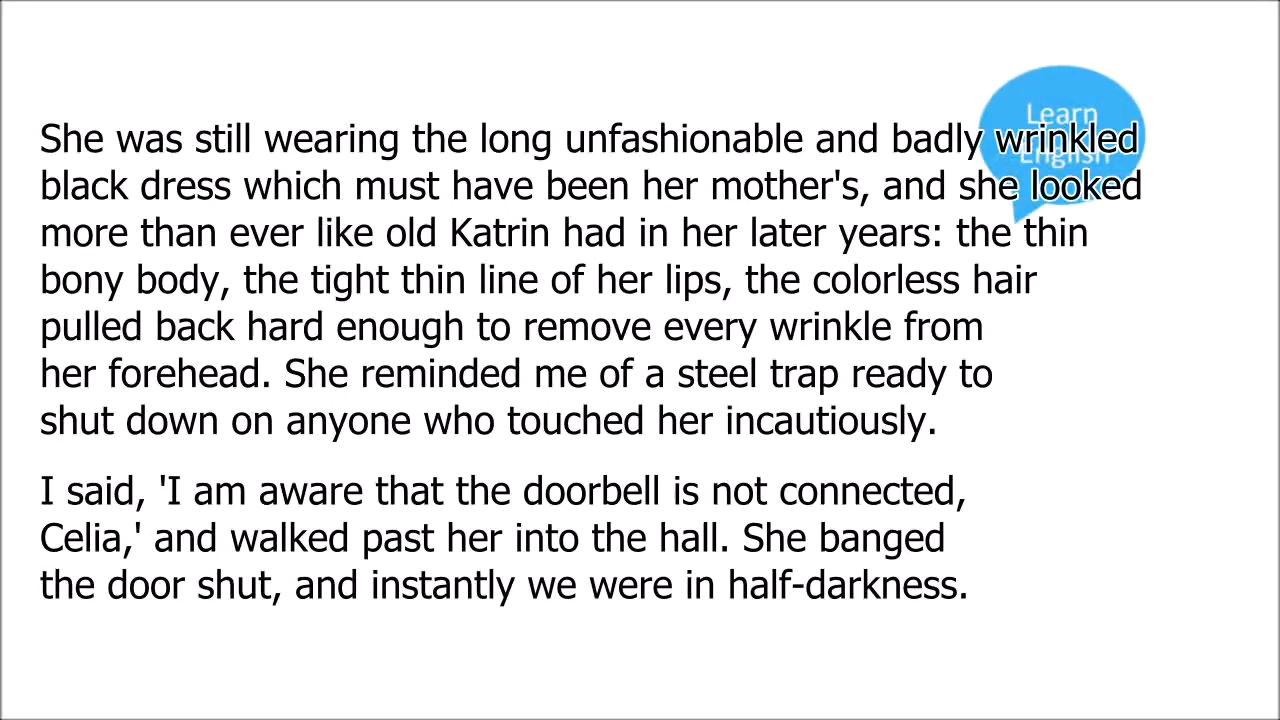 Learn
English
She was still wearing the long unfashionable and badly wrinkled
black dress which must have been her mother's, and she looked
more than ever like old Katrin had in her later years: the thin
bony body, the tight thin line of her lips, the colorless hair
pulled back hard enough to remove every wrinkle from
her forehead. She reminded me of a steel trap ready to
shut down on anyone who touched her incautiously.
I said, 'I am aware that the doorbell is not connected,
Celia,' and walked past her into the hall. She banged
the door shut, and instantly we were in half-darkness.